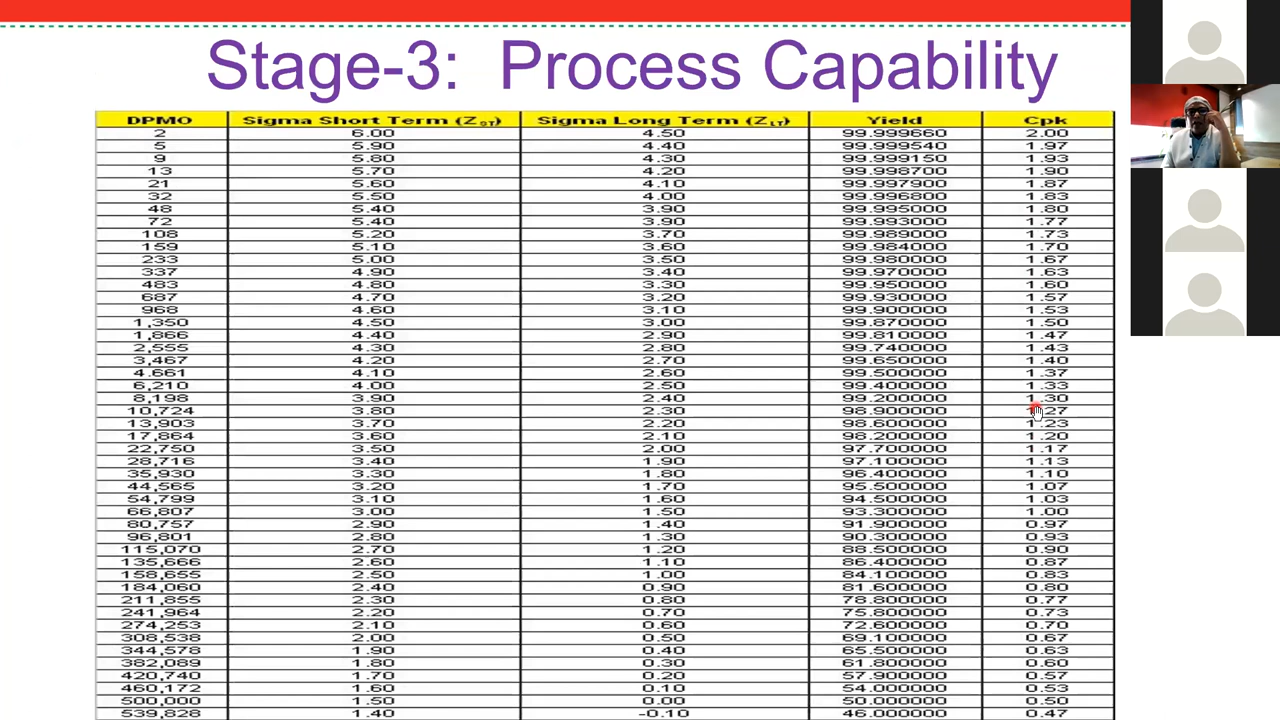 Stage-3: Process Capability
DPMO Sigma Short Term (ZST) Sigma Long Term (ZLT) Yield Cpk
2 6.00 4.50 99.999660 2.00
5 5.90 4.40 99.999540 1.97
9 5.80 4.30 99.999150 1.93
13 5.70 4.20 99.998700 1.90
21 5.60 4.10 99.997900 1.87
32 5.50 4.00 99.996800 1.83
48 5.40 3.90 99.995000 1.80
72 5.40 3.90 99.993000 1.77
108 5.20 3.70 99.989000 1.73
159 5.10 3.60 99.984000 1.70
233 5.00 3.50 99.980000 1.67
337 4.90 3.40 99.970000 1.63
483 4.80 3.30 99.950000 1.60
687 4.70 3.20 99.930000 1.57
968 4.60 3.10 99.900000 1.53
1,350 4.50 3.00 99.870000 1.50
1,866 4.40 2.90 99.810000 1.47
2,555 4.30 2.80 99.740000 1.43
3,467 4.20 2.70 99.650000 1.40
4,661 4.10 2.60 99.500000 1.37
6,210 4.00 2.50 99.400000 1.33
8,198 3.90 2.40 99.200000 1.30
10,724 3.80 2.30 98.900000 1.27
13,903 3.70 2.20 98.600000 1.23
17,864 3.60 2.10 98.200000 1.20
22,750 3.50 2.00 97.700000 1.17
28,716 3.40 1.90 97.100000 1.13
35,930 3.30 1.80 96.400000 1.10
44,565 3.20 1.70 95.500000 1.07
54,799 3.10 1.60 94.500000 1.03
66,807 3.00 1.50 93.300000 1.00
80,757 2.90 1.40 91.900000 0.97
96,801 2.80 1.30 90.300000 0.93
115,070 2.70 1.20 88.500000 0.90
135,666 2.60 1.10 86.400000 0.87
158,655 2.50 1.00 84.100000 0.83
184,060 2.40 0.90 81.600000 0.80
211,855 2.30 0.80 78.800000 0.77
241,964 2.20 0.70 75.800000 0.73
274,253 2.10 0.60 72.600000 0.70
308,538 2.00 0.50 69.100000 0.67
344,578 1.90 0.40 65.500000 0.63
382,089 1.80 0.30 61.800000 0.60
420,740 1.70 0.20 57.900000 0.57
460,172 1.60 0.10 54.000000 0.53
500,000 1.50 0.00 50.000000 0.50
539,828 1.40 -0.10 46.000000 0.47